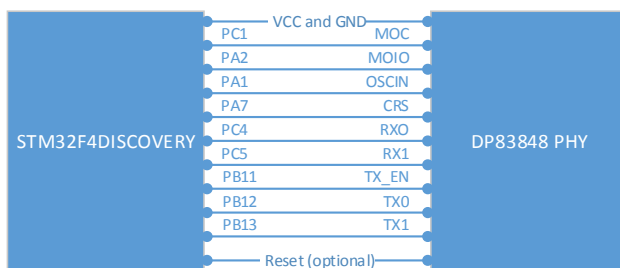 VCC and GND
PC1 MOC
PA2 MOIO
PA1 OSCIN
PA7 CRS
STM32F4DISCOVERY PC4 RXO DP83848 PHY
PC5 RX1
PB11 TX_EN
PB12 TX0
PB13 TX1
Reset (optional)